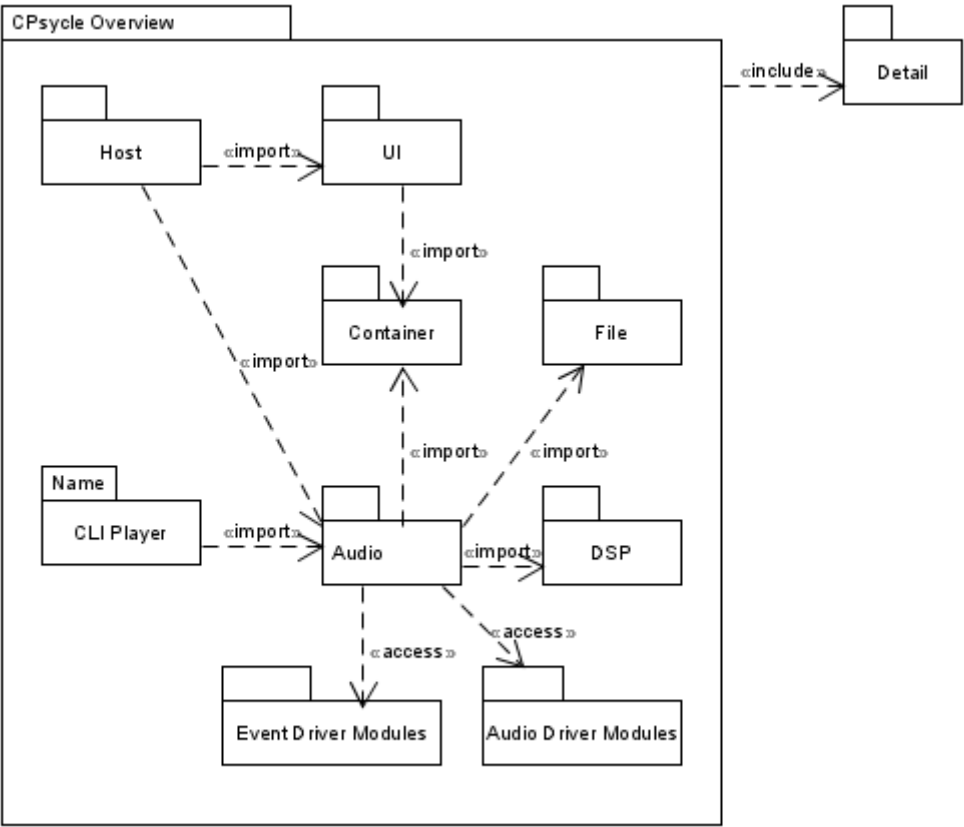 CPsycle Overview
«include»
Detail
Host
«import»
UI
«import»
Container
File
«import»
«import»
«import»
Name
CLI Player
«import»
Audio
«import»
DSP
«access»
«access»
Event Driver Modules
Audio Driver Modules